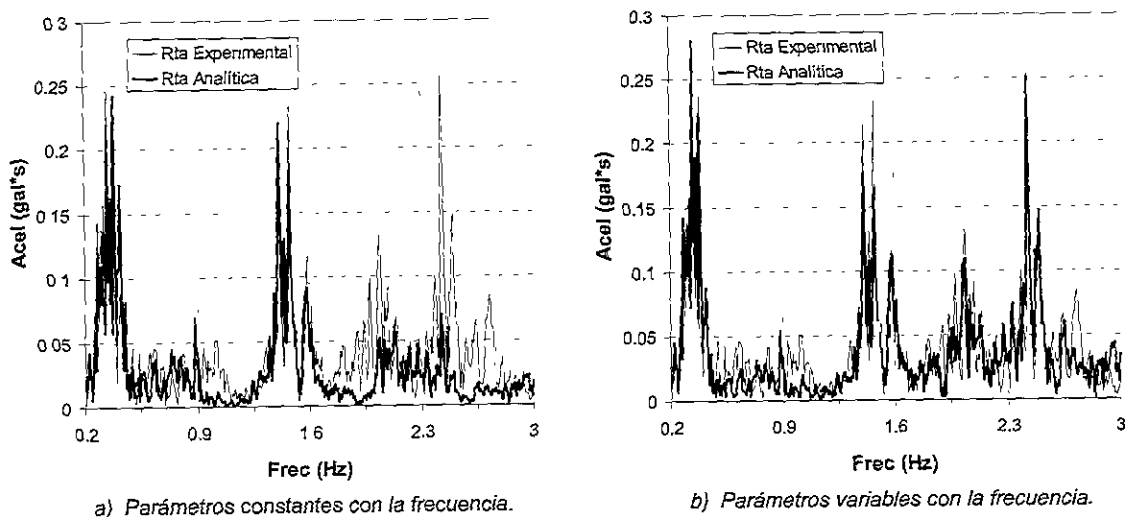 0.3
0.25
0.2
0.15
0.1
0.05
0
Acel (gal*s)
Rta Experimental
Rta Analítica
0.2
0.9
1.6
2.3
3
Frec (Hz)
a) Parámetros constantes con la frecuencia.
0.3
0.25
0.2
0.15
0.1
0.05
0
Acel (gal*s)
Rta Experimental
Rta Analítica
0.2
0.9
1.6
2.3
3
Frec (Hz)
b) Parámetros variables con la frecuencia.